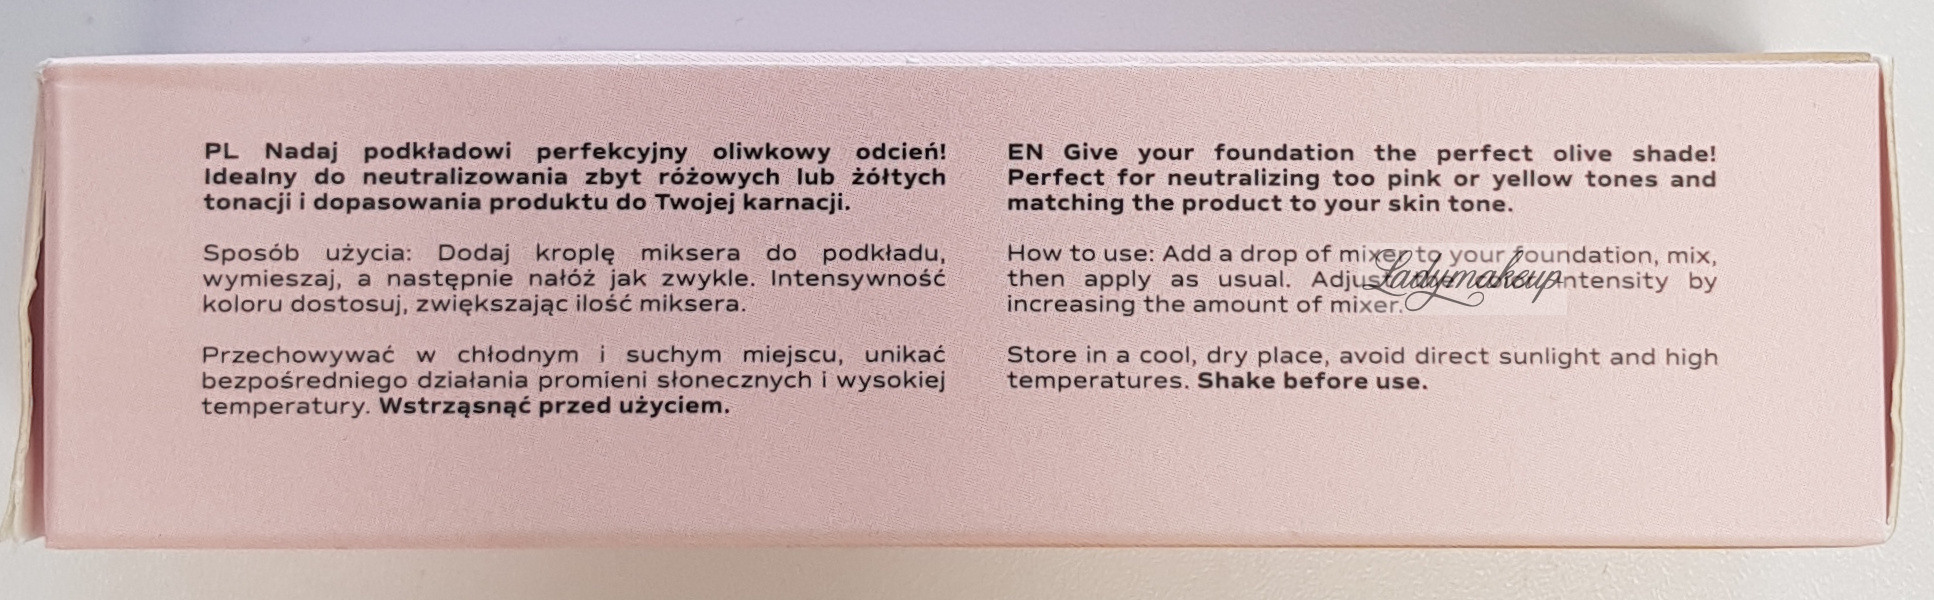 PL Nadaj podkładowi perfekcyjny oliwkowy odcień!
Idealny do neutralizowania zbyt różowych lub żółtych
tonacji i dopasowania produktu do Twojej karnacji.
Sposób użycia: Dodaj kroplę miksera do podkładu,
wymieszaj, a następnie nałóż jak zwykle. Intensywność
koloru dostosuj, zwiększając ilość miksera.
Przechowywać w chłodnym i suchym miejscu, unikać
bezpośredniego działania promieni słonecznych i wysokiej
temperatury. Wstrząsnąć przed użyciem.
EN Give your foundation the perfect olive shade!
Perfect for neutralizing too pink or yellow tones and
matching the product to your skin tone.
How to use: Add a drop of mixer to your foundation, mix,
then apply as usual. Adjust intensity by
increasing the amount of mixer.
Store in a cool, dry place, avoid direct sunlight and high
temperatures. Shake before use.
Ladymakeup